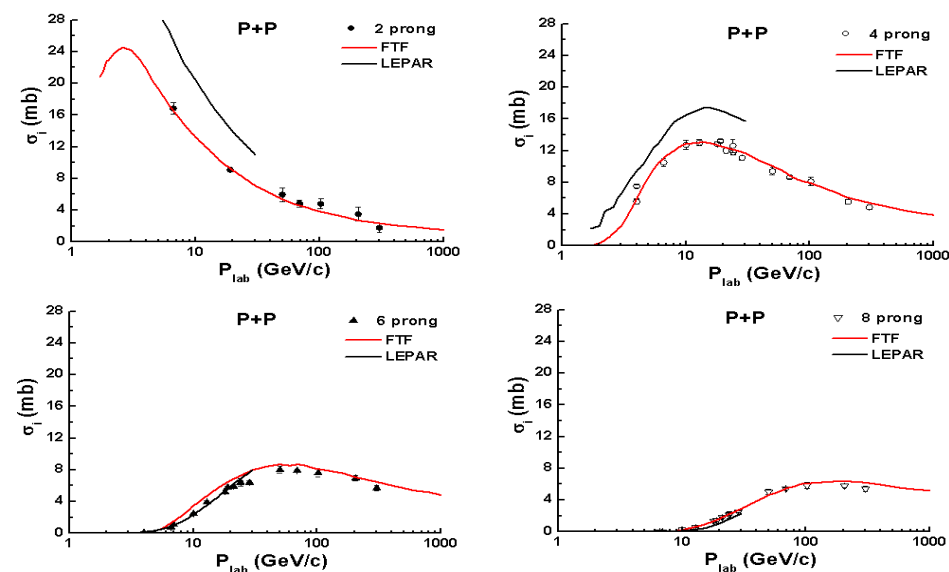 P+P
2 prong
FTF
LEPAR
σi (mb)
28
24
20
16
12
8
4
0
1 10 100 1000
Plab (GeV/c)
P+P
4 prong
FTF
LEPAR
σi (mb)
28
24
20
16
12
8
4
0
1 10 100 1000
Plab (GeV/c)
P+P
6 prong
FTF
LEPAR
σi (mb)
28
24
20
16
12
8
4
0
1 10 100 1000
Plab (GeV/c)
P+P
8 prong
FTF
LEPAR
σi (mb)
28
24
20
16
12
8
4
0
1 10 100 1000
Plab (GeV/c)